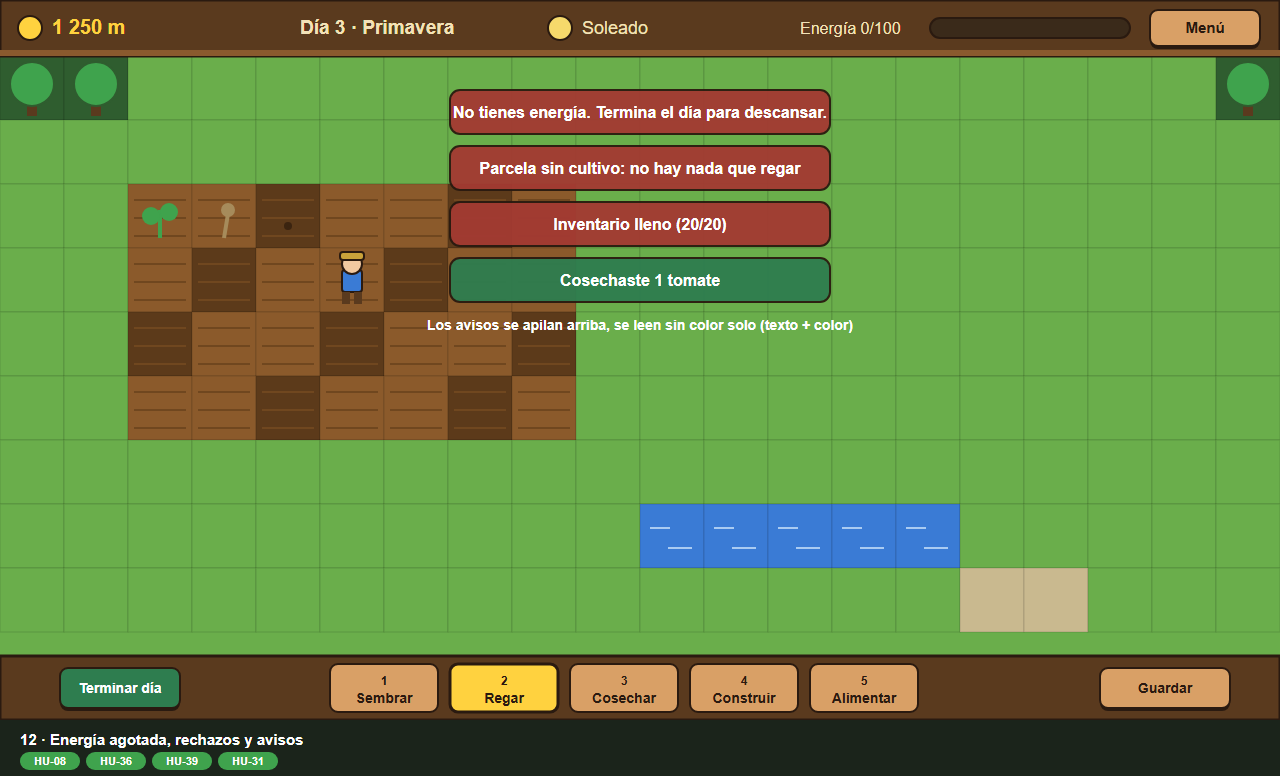 1 250 m
Día 3 · Primavera
Soleado
Energía 0/100
Menú
No tienes energía. Termina el día para descansar.
Parcela sin cultivo: no hay nada que regar
Inventario lleno (20/20)
Cosechaste 1 tomate
Los avisos se apilan arriba, se leen sin color solo (texto + color)
Terminar día
1
Sembrar
2
Regar
3
Cosechar
4
Construir
5
Alimentar
Guardar
12 · Energía agotada, rechazos y avisos
HU-08
HU-36
HU-39
HU-31